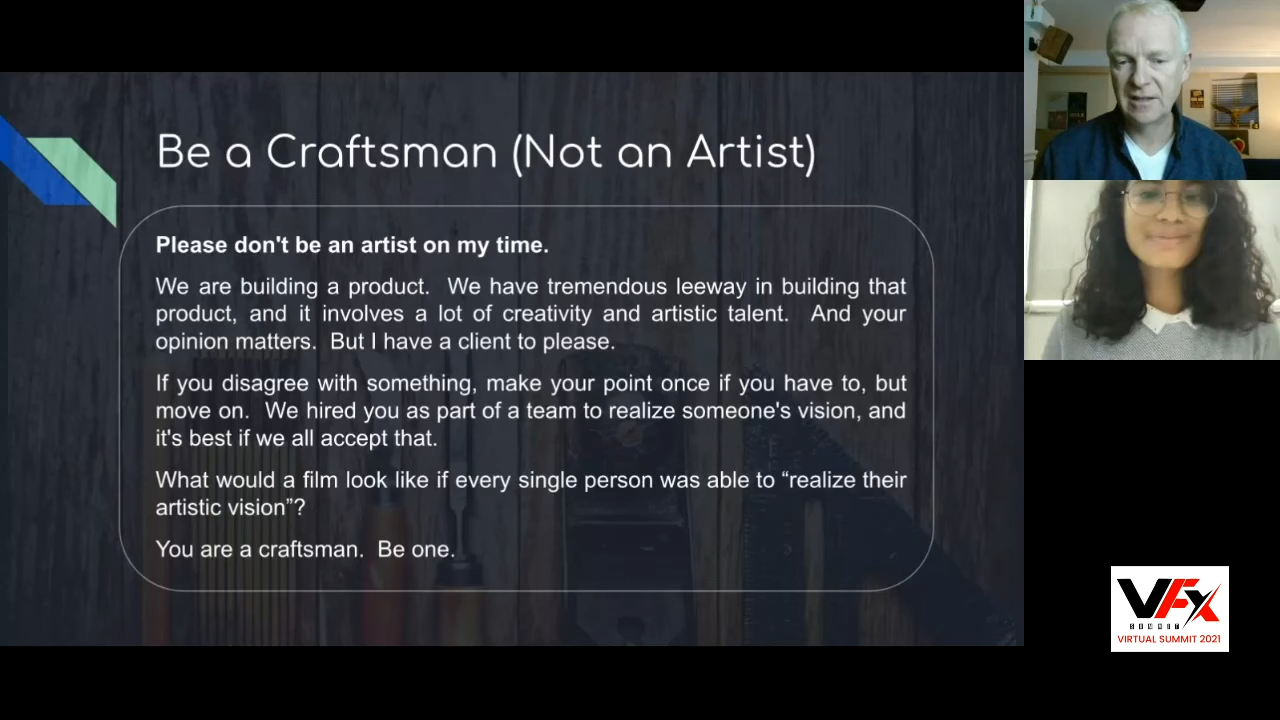 Be a Craftsman (Not an Artist)
Please don't be an artist on my time.
We are building a product.  We have tremendous leeway in building that
product, and it involves a lot of creativity and artistic talent.  And your
opinion matters.  But I have a client to please.
If you disagree with something, make your point once if you have to, but
move on.  We hired you as part of a team to realize someone's vision, and
it's best if we all accept that.
What would a film look like if every single person was able to “realize their
artistic vision”?
You are a craftsman.  Be one.
VFX
SUMMIT
VIRTUAL SUMMIT 2021